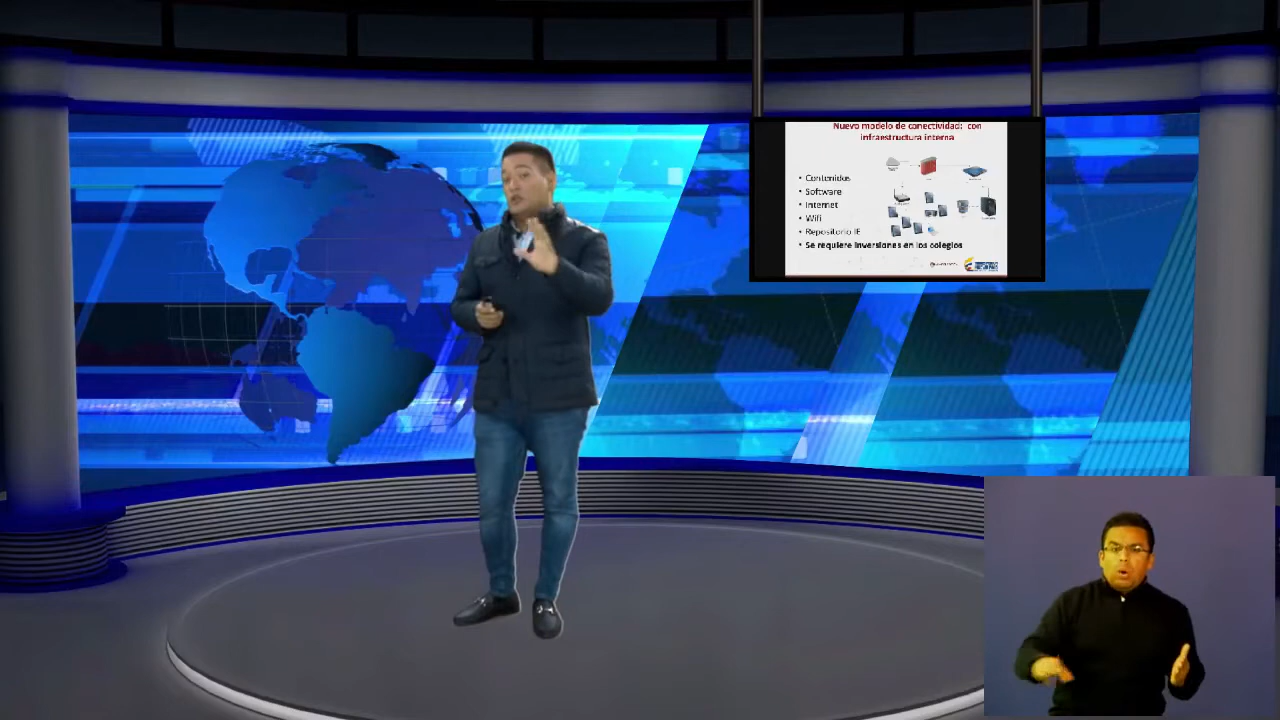 Nuevo modelo de conectividad: con
infraestructura interna
• Contenidos
• Software
• Internet
• Wifi
• Repositorio IE
• Se requiere inversiones en los colegios